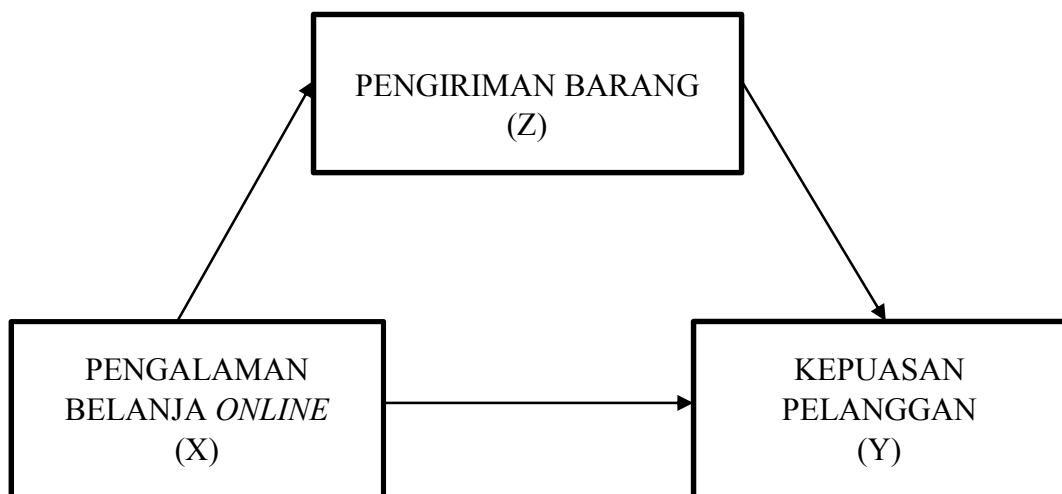 PENGIRIMAN BARANG
(Z)
PENGALAMAN
BELANJA ONLINE
(X)
KEPUASAN
PELANGGAN
(Y)